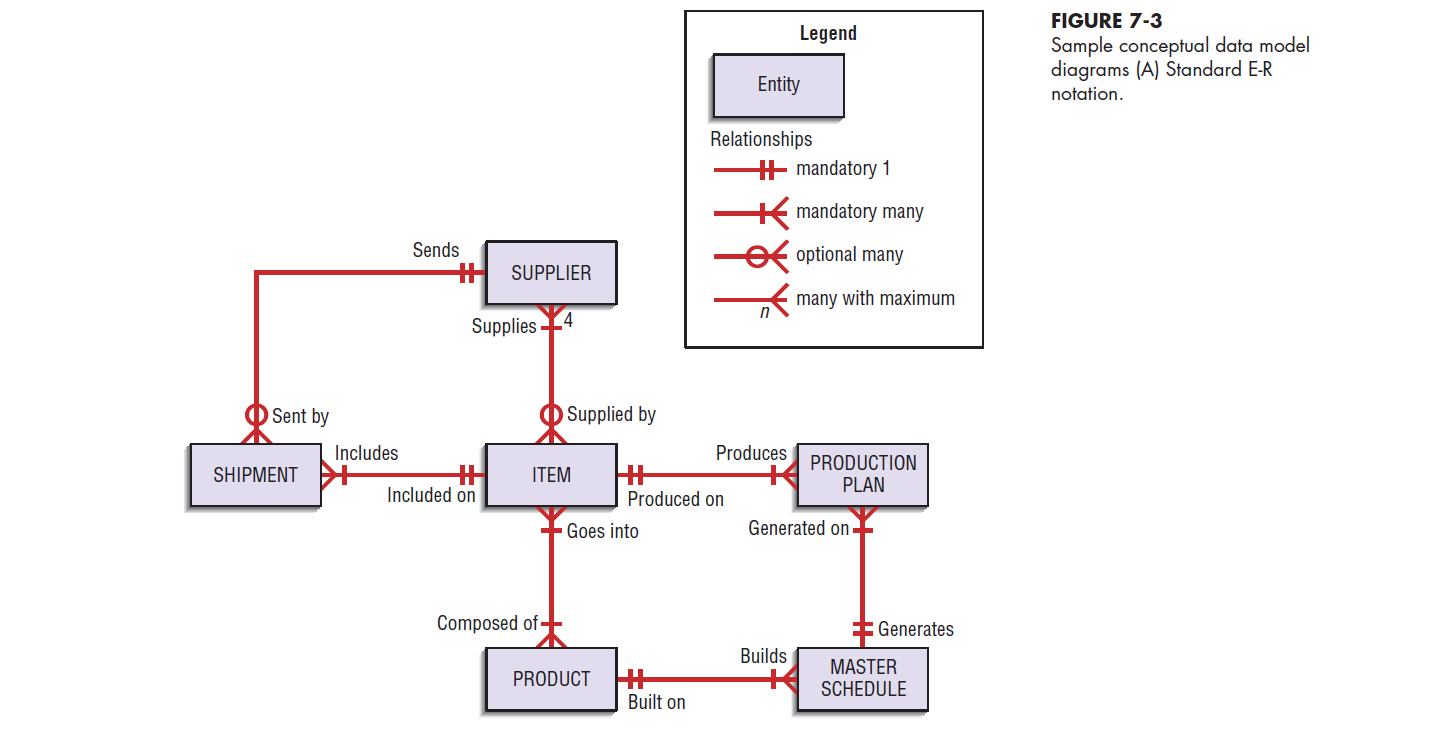 FIGURE 7-3
Sample conceptual data model
diagrams (A) Standard E-R
notation.
Legend
Entity
Relationships
mandatory 1
mandatory many
optional many
many with maximum
n
Sends
SUPPLIER
Supplies
4
Sent by
Supplied by
SHIPMENT
Includes
Included on
ITEM
Produces
Produced on
PRODUCTION
PLAN
Goes into
Generated on
Composed of
Generates
PRODUCT
Builds
Built on
MASTER
SCHEDULE